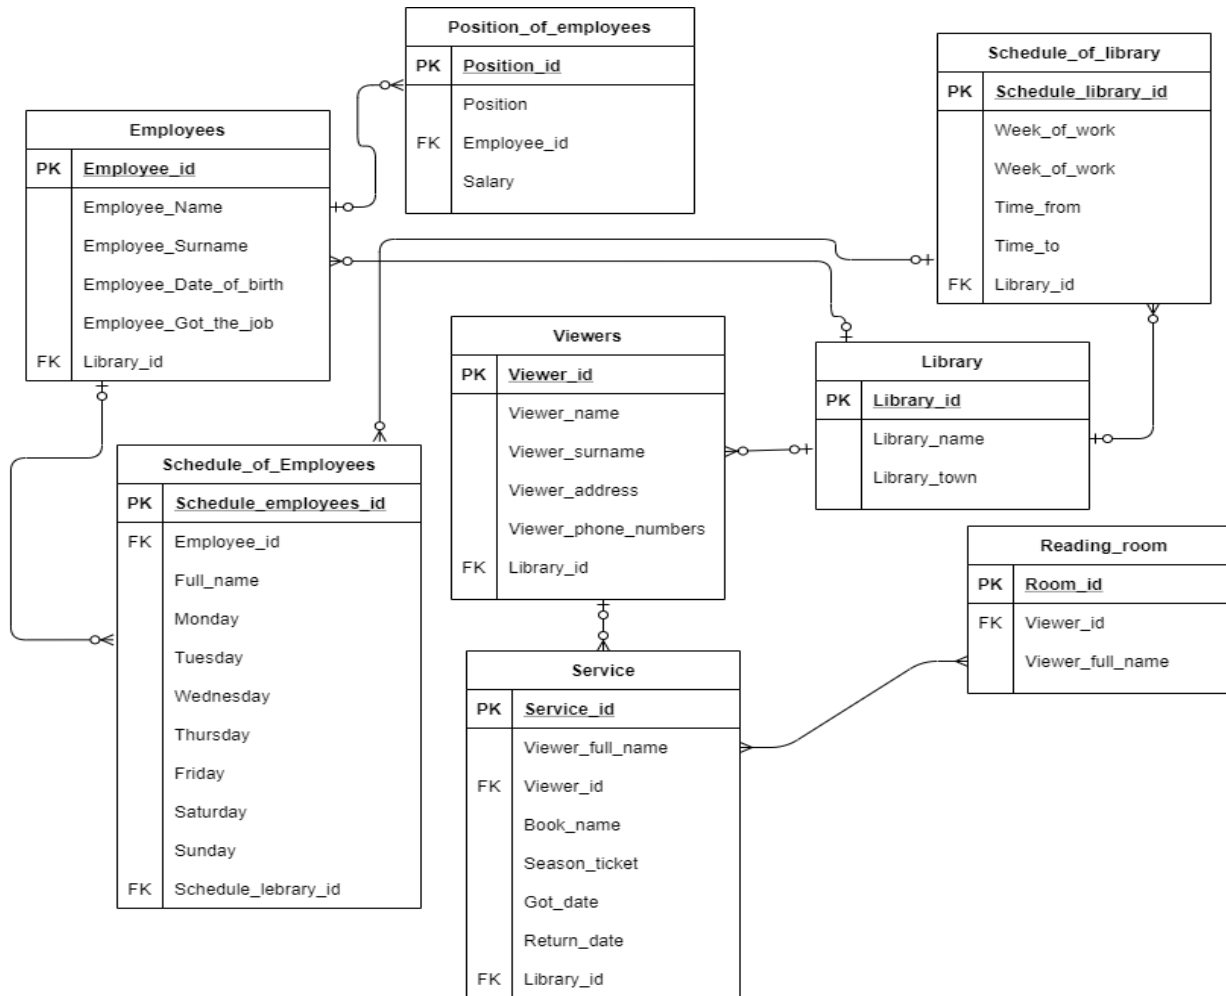 Position_of_employees
PK Position_id
Position
FK Employee_id
Salary
Schedule_of_library
PK Schedule_library_id
Week_of_work
Week_of_work
Time_from
Time_to
FK Library_id
Employees
PK Employee_id
Employee_Name
Employee_Surname
Employee_Date_of_birth
Employee_Got_the_job
FK Library_id
Viewers
PK Viewer_id
Viewer_name
Viewer_surname
Viewer_address
Viewer_phone_numbers
FK Library_id
Library
PK Library_id
Library_name
Library_town
Schedule_of_Employees
PK Schedule_employees_id
FK Employee_id
Full_name
Monday
Tuesday
Wednesday
Thursday
Friday
Saturday
Sunday
FK Schedule_lebrary_id
Reading_room
PK Room_id
FK Viewer_id
Viewer_full_name
Service
PK Service_id
Viewer_full_name
FK Viewer_id
Book_name
Season_ticket
Got_date
Return_date
FK Library_id